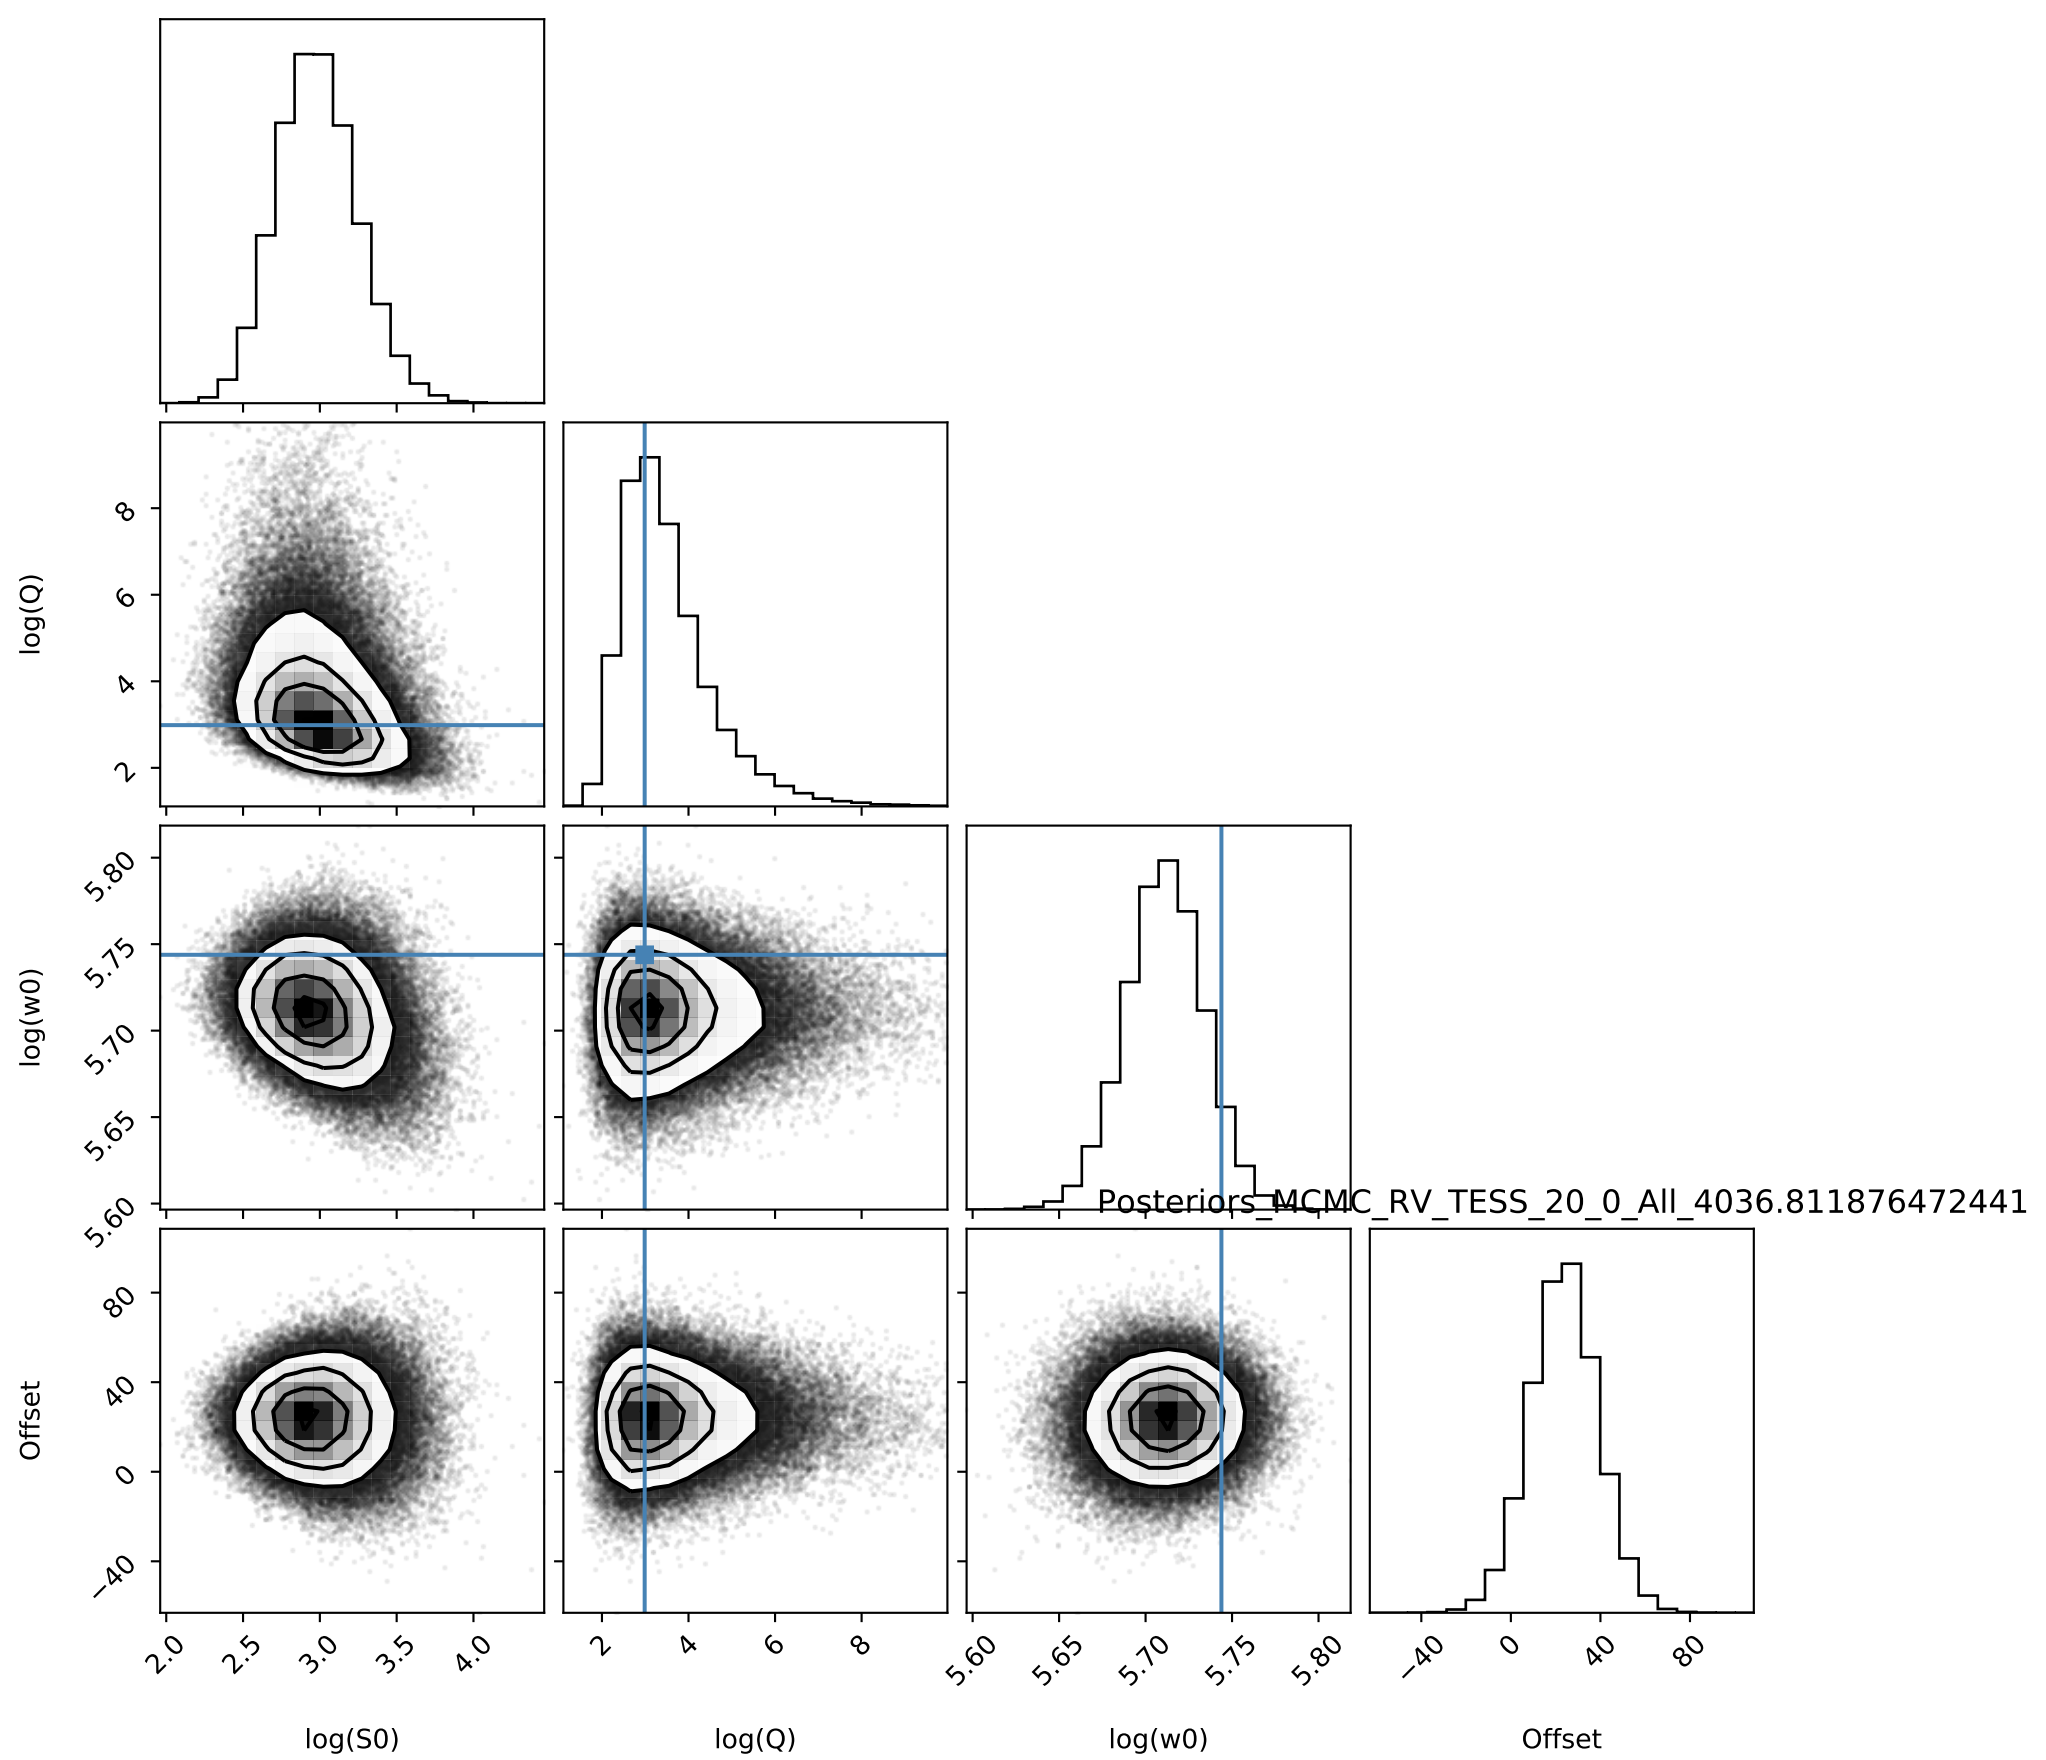 log(Q)
8
6
4
2
log(w0)
5.80
5.75
5.70
5.65
5.60
Posteriors_MCMC_RV_TESS_20_0_All_4036.811876472441
Offset
80
40
0
−40
2.0 2.5 3.0 3.5 4.0 2 4 6 8 5.60 5.65 5.70 5.75 5.80 −40 0 40 80
log(S0) log(Q) log(w0) Offset